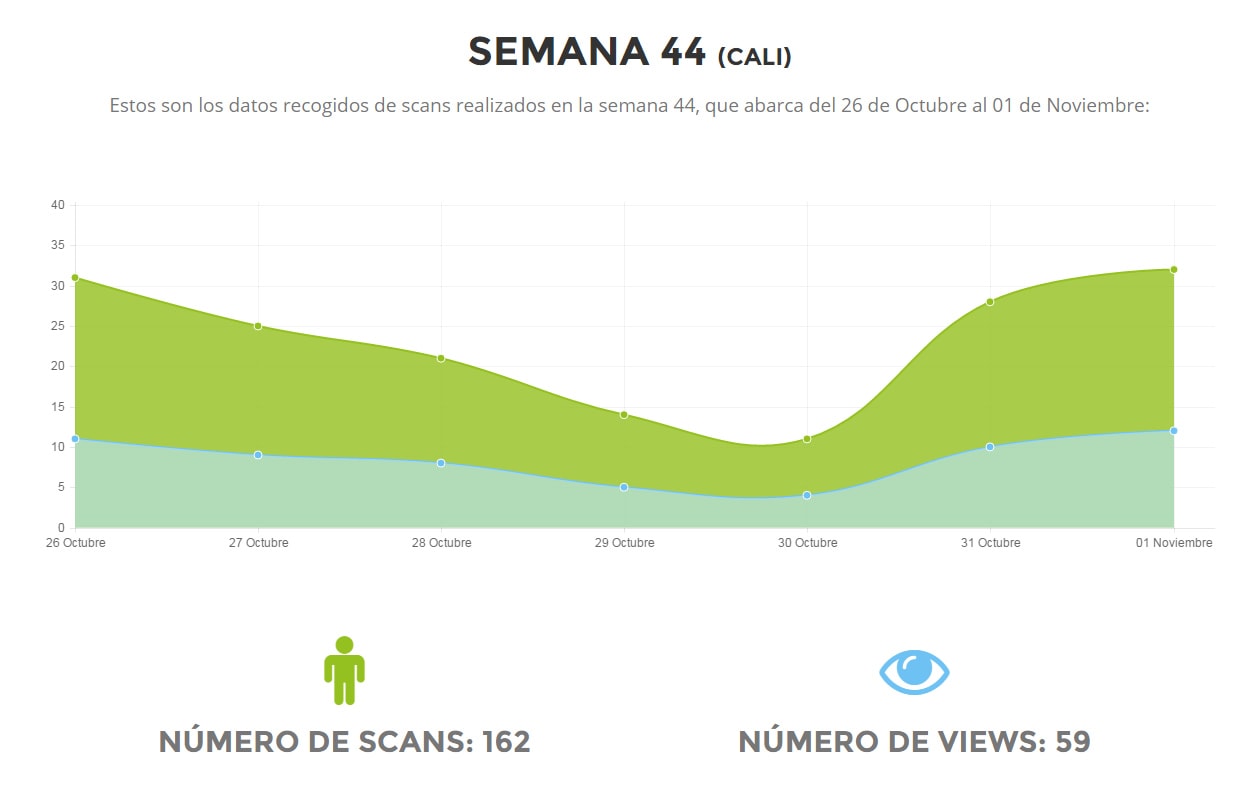 SEMANA 44 (CALI)
Estos son los datos recogidos de scans realizados en la semana 44, que abarca del 26 de Octubre al 01 de Noviembre:
40
35
30
25
20
15
10
5
0
26 Octubre 27 Octubre 28 Octubre 29 Octubre 30 Octubre 31 Octubre 01 Noviembre
NÚMERO DE SCANS: 162
NÚMERO DE VIEWS: 59